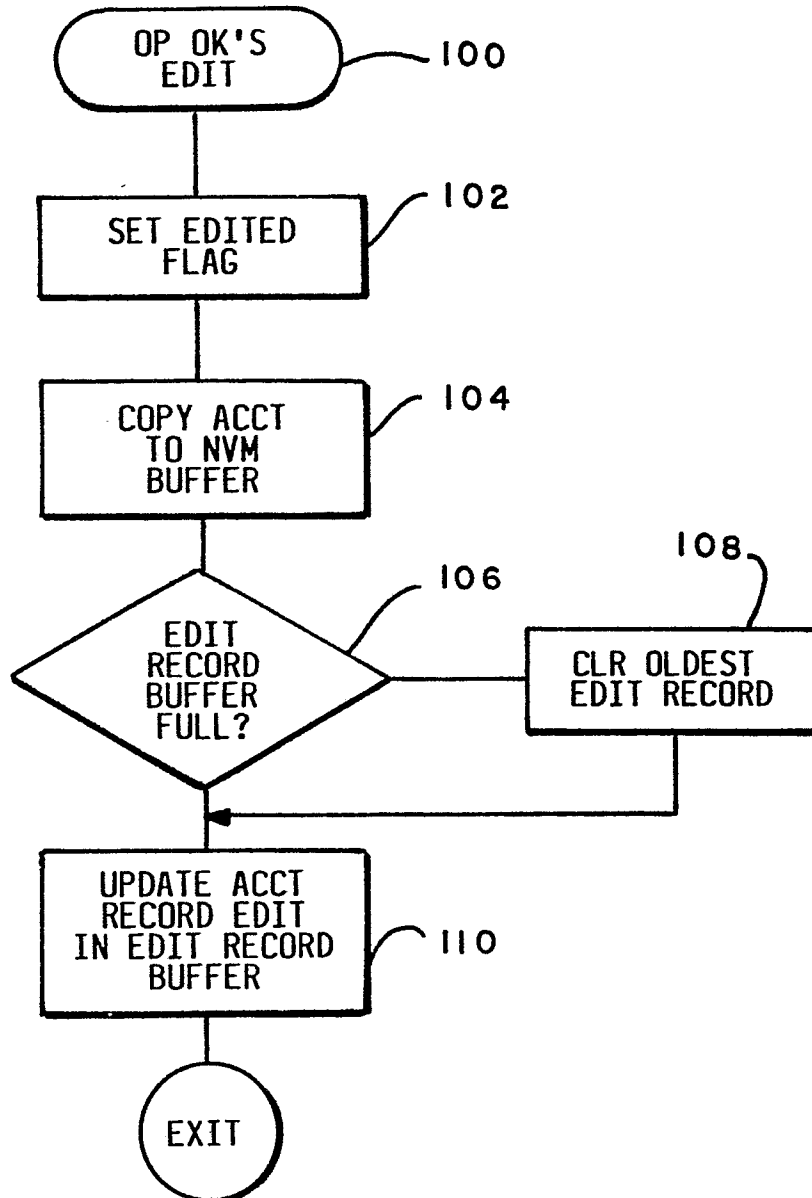 OP OK'S
EDIT
100
SET EDITED
FLAG
102
COPY ACCT
TO NVM
BUFFER
104
EDIT
RECORD
BUFFER
FULL?
106
108
CLR OLDEST
EDIT RECORD
UPDATE ACCT
RECORD EDIT
IN EDIT RECORD
BUFFER
110
EXIT